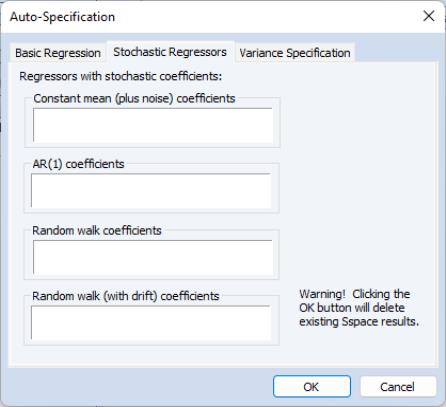 Auto-Specification
Basic Regression
Stochastic Regressors
Variance Specification
Regressors with stochastic coefficients:
Constant mean (plus noise) coefficients
AR(1) coefficients
Random walk coefficients
Random walk (with drift) coefficients
Warning! Clicking the
OK button will delete
existing Sspace results.
OK
Cancel